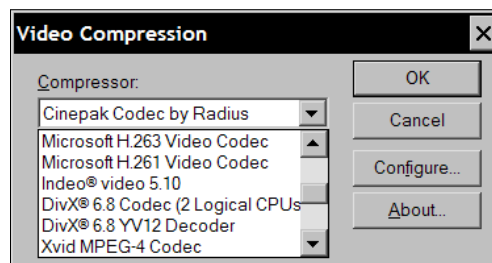 Video Compression
Compressor:
Cinepak Codec by Radius
Microsoft H.263 Video Codec
Microsoft H.261 Video Codec
Indeo® video 5.10
DivX® 6.8 Codec (2 Logical CPUs
DivX® 6.8 YV12 Decoder
Xvid MPEG-4 Codec
OK
Cancel
Configure...
About...